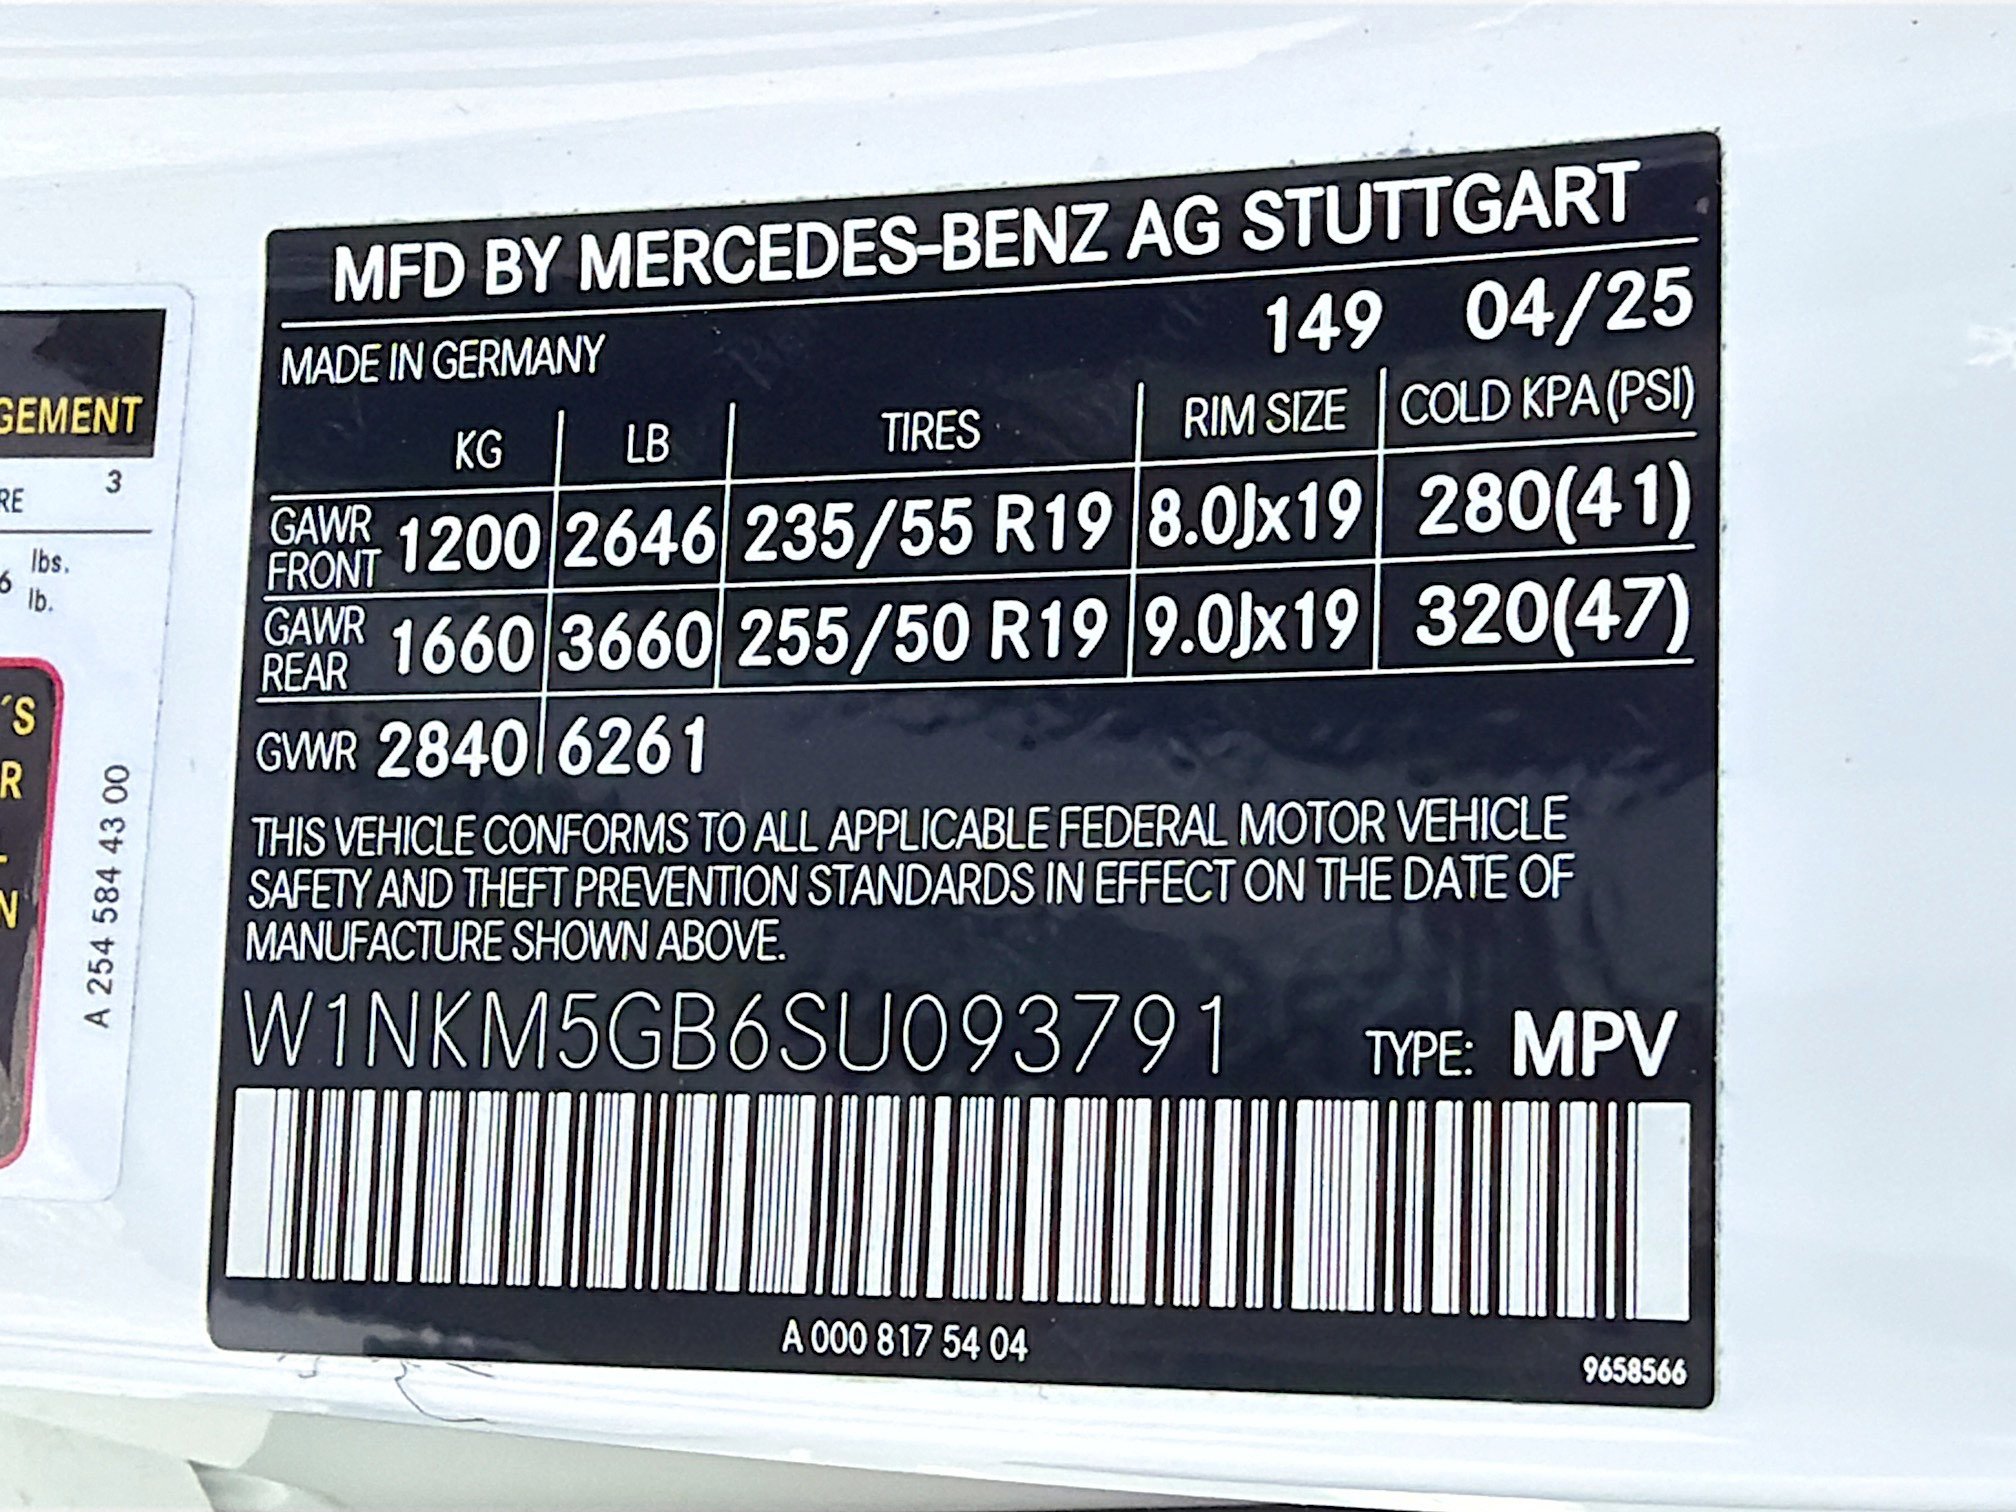 MFD BY MERCEDES-BENZ AG STUTTGART
MADE IN GERMANY 149 04/25
KG LB TIRES RIM SIZE COLD KPA (PSI)
GAWR FRONT 1200 2646 235/55 R19 8.0Jx19 280(41)
GAWR REAR 1660 3660 255/50 R19 9.0Jx19 320(47)
GVWR 2840 6261
THIS VEHICLE CONFORMS TO ALL APPLICABLE FEDERAL MOTOR VEHICLE
SAFETY AND THEFT PREVENTION STANDARDS IN EFFECT ON THE DATE OF
MANUFACTURE SHOWN ABOVE.
W1NKM5GB6SU093791 TYPE: MPV
A 000 817 54 04
9658566
GEMENT
RE 3
6 lbs.
lb.
'S
R
N
A 254 584 43 00